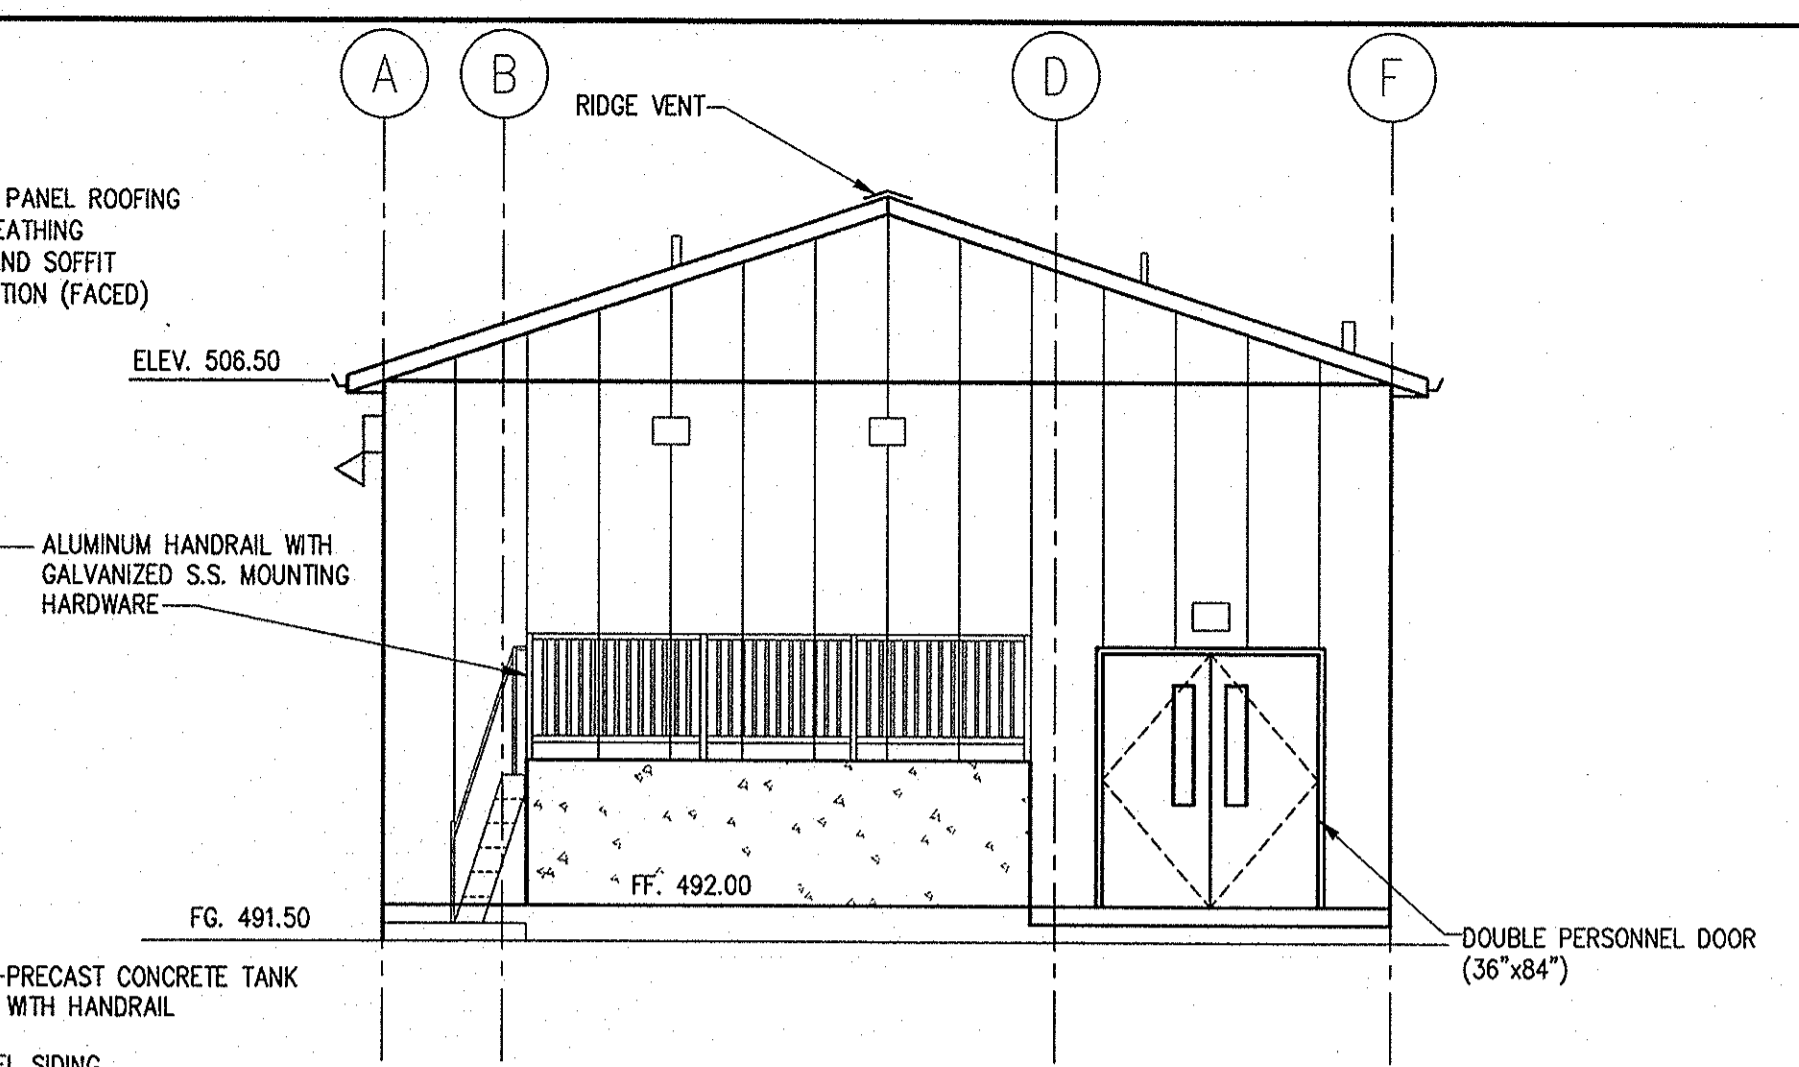 A B D F
RIDGE VENT
PANEL ROOFING
EATHING
ND SOFFIT
TION (FACED)
ELEV. 506.50
ALUMINUM HANDRAIL WITH
GALVANIZED S.S. MOUNTING
HARDWARE
FF. 492.00
FG. 491.50
DOUBLE PERSONNEL DOOR
(36"x84")
PRECAST CONCRETE TANK
WITH HANDRAIL
EL SIDING